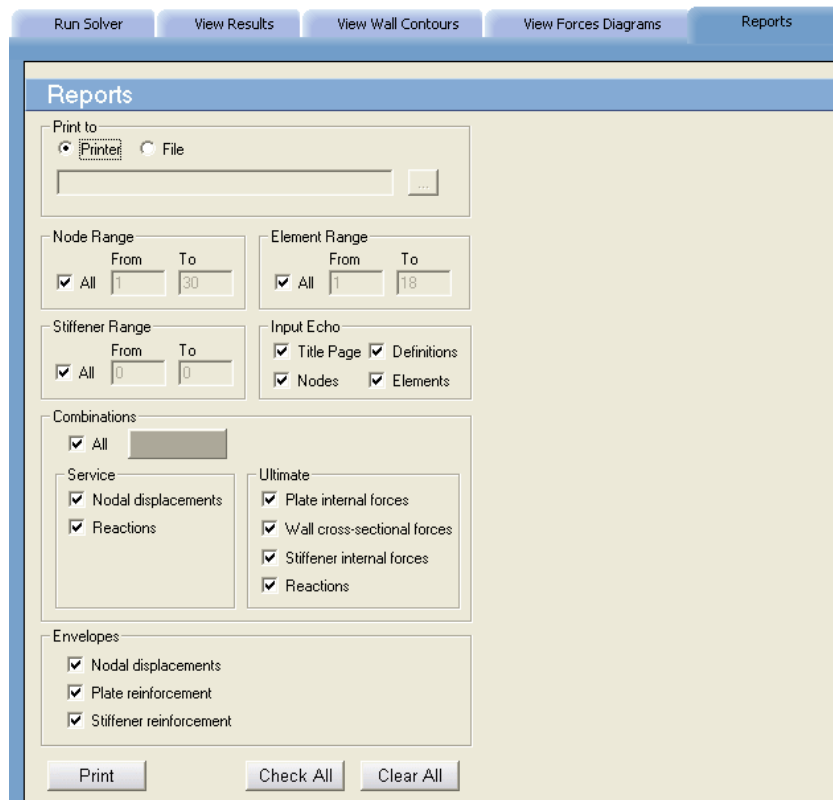 Run Solver View Results View Wall Contours View Forces Diagrams Reports
Reports
Print to
Printer File
...
Node Range Element Range
From To From To
All 1 30 All 1 18
Stiffener Range Input Echo
From To Title Page Definitions
All 0 0 Nodes Elements
Combinations
All
Service Ultimate
Nodal displacements Plate internal forces
Reactions Wall cross-sectional forces
Stiffener internal forces
Reactions
Envelopes
Nodal displacements
Plate reinforcement
Stiffener reinforcement
Print Check All Clear All